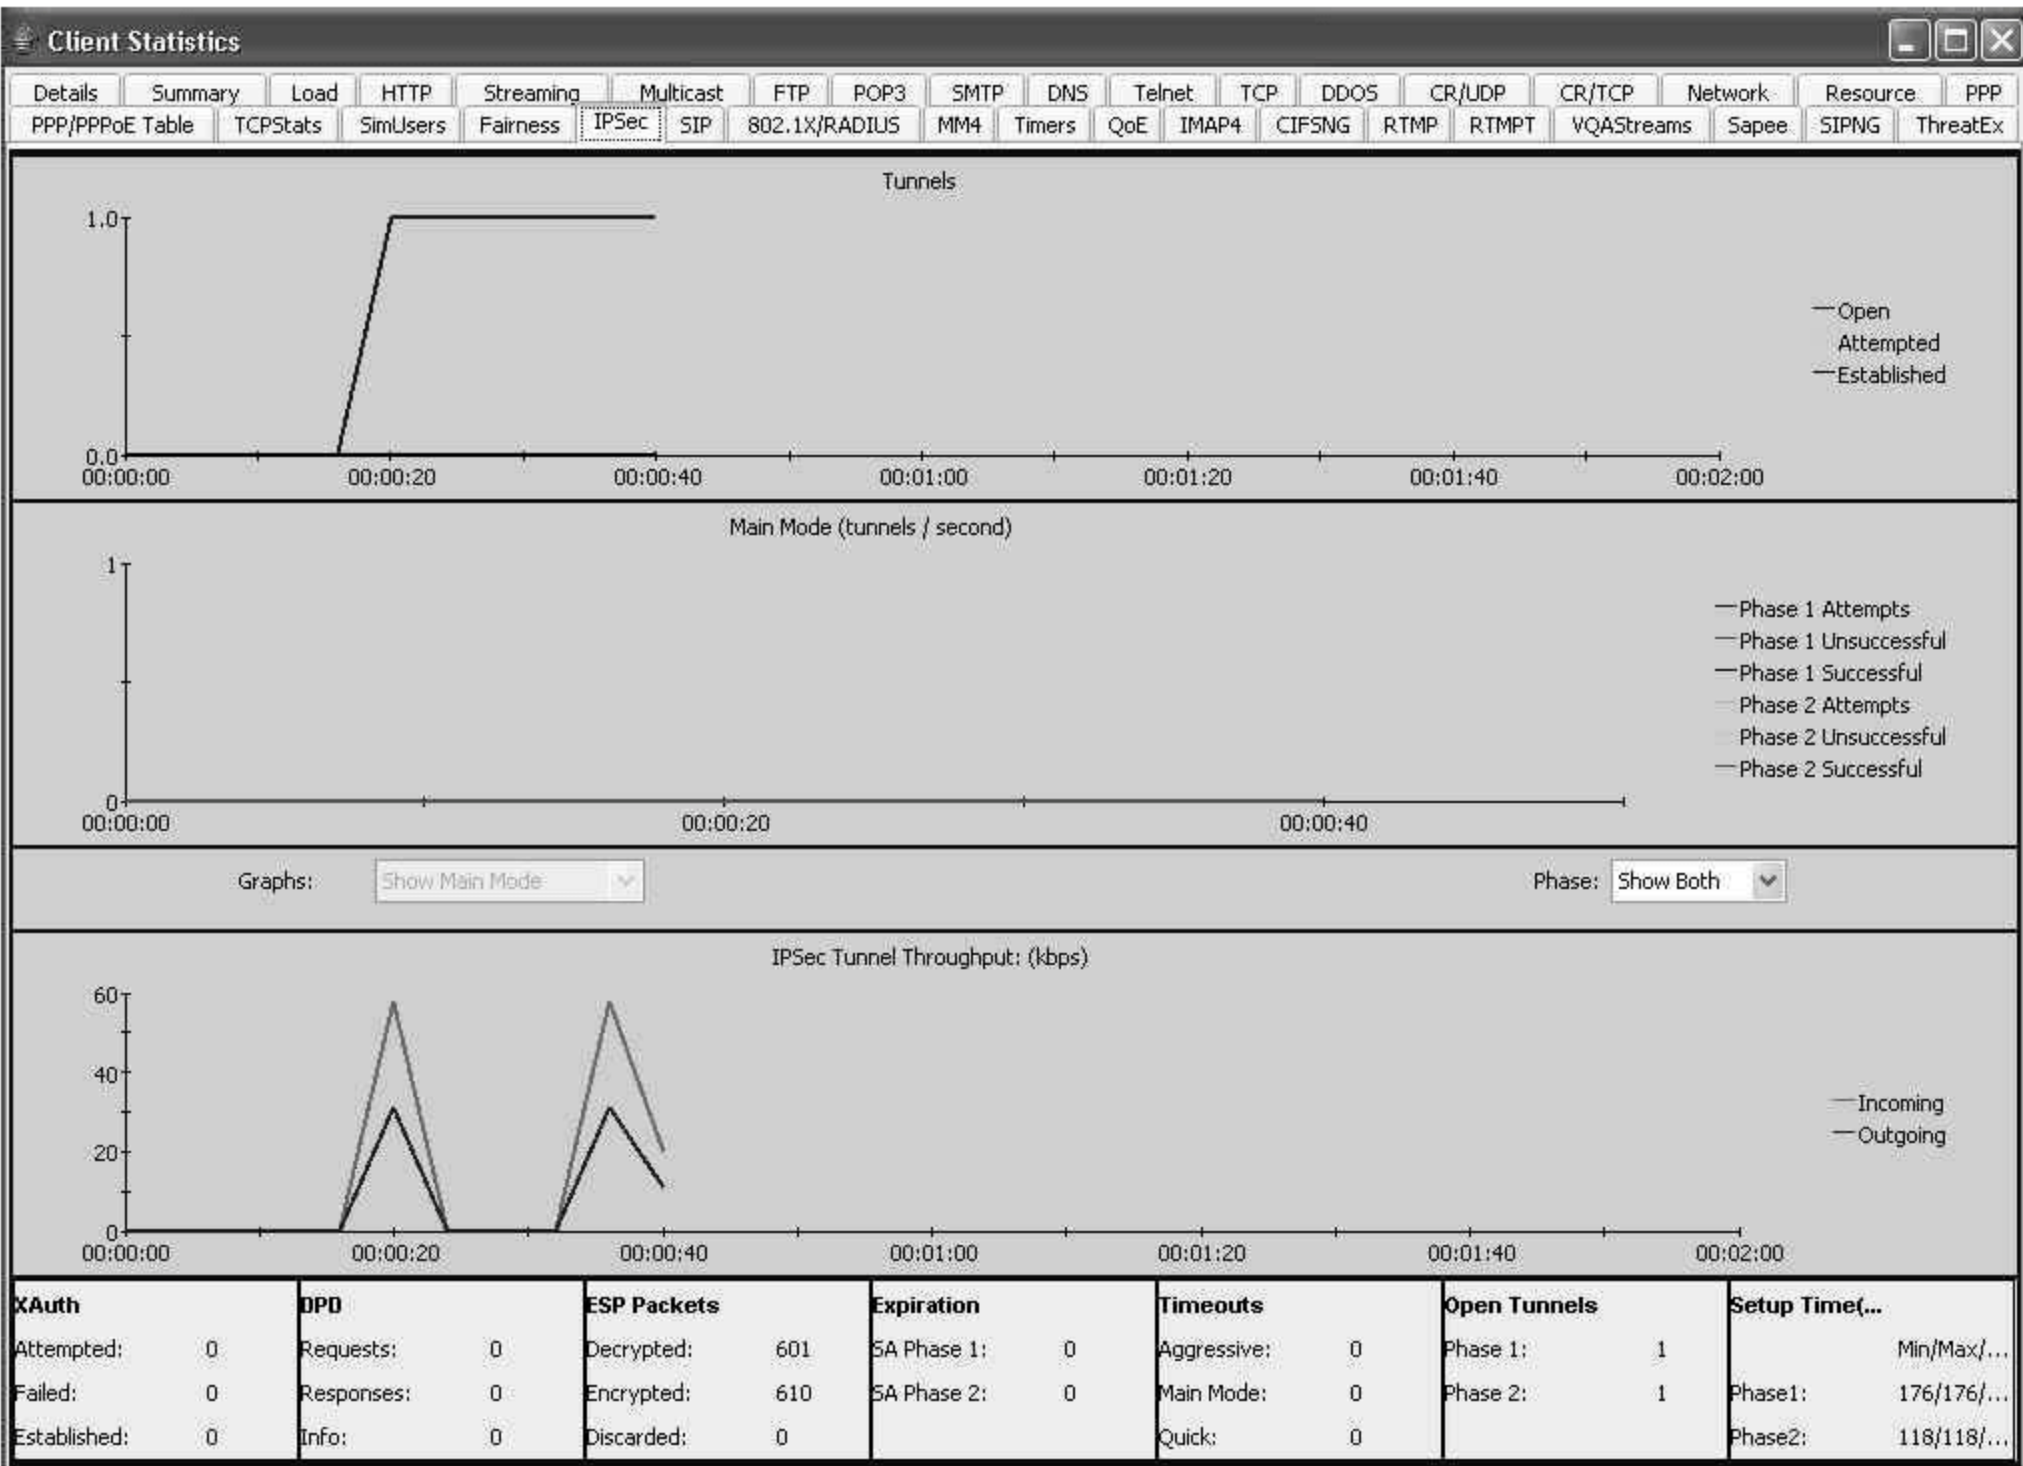 Client Statistics
Details Summary Load HTTP Streaming Multicast FTP POP3 SMTP DNS Telnet TCP DDOS CR/UDP CR/TCP Network Resource PPP
PPP/PPPoE Table TCPStats SimUsers Fairness IPSec SIP 802.1X/RADIUS MM4 Timers QoE IMAP4 CIFSNG RTMP RTMPT VQAStreams Sapee SIPNG ThreatEx
Tunnels
1.0
Open
Attempted
Established
0.0
00:00:00 00:00:20 00:00:40 00:01:00 00:01:20 00:01:40 00:02:00
Main Mode (tunnels / second)
1
Phase 1 Attempts
Phase 1 Unsuccessful
Phase 1 Successful
Phase 2 Attempts
Phase 2 Unsuccessful
Phase 2 Successful
0
00:00:00 00:00:20 00:00:40
Graphs: Show Main Mode Phase: Show Both
IPSec Tunnel Throughput: (kbps)
60
40
Incoming
Outgoing
20
0
00:00:00 00:00:20 00:00:40 00:01:00 00:01:20 00:01:40 00:02:00
XAuth DPD ESP Packets Expiration Timeouts Open Tunnels Setup Time(...
Attempted: 0 Requests: 0 Decrypted: 601 SA Phase 1: 0 Aggressive: 0 Phase 1: 1 Min/Max/...
Failed: 0 Responses: 0 Encrypted: 610 SA Phase 2: 0 Main Mode: 0 Phase 2: 1 Phase1: 176/176/...
Established: 0 Info: 0 Discarded: 0 Quick: 0 Phase2: 118/118/...